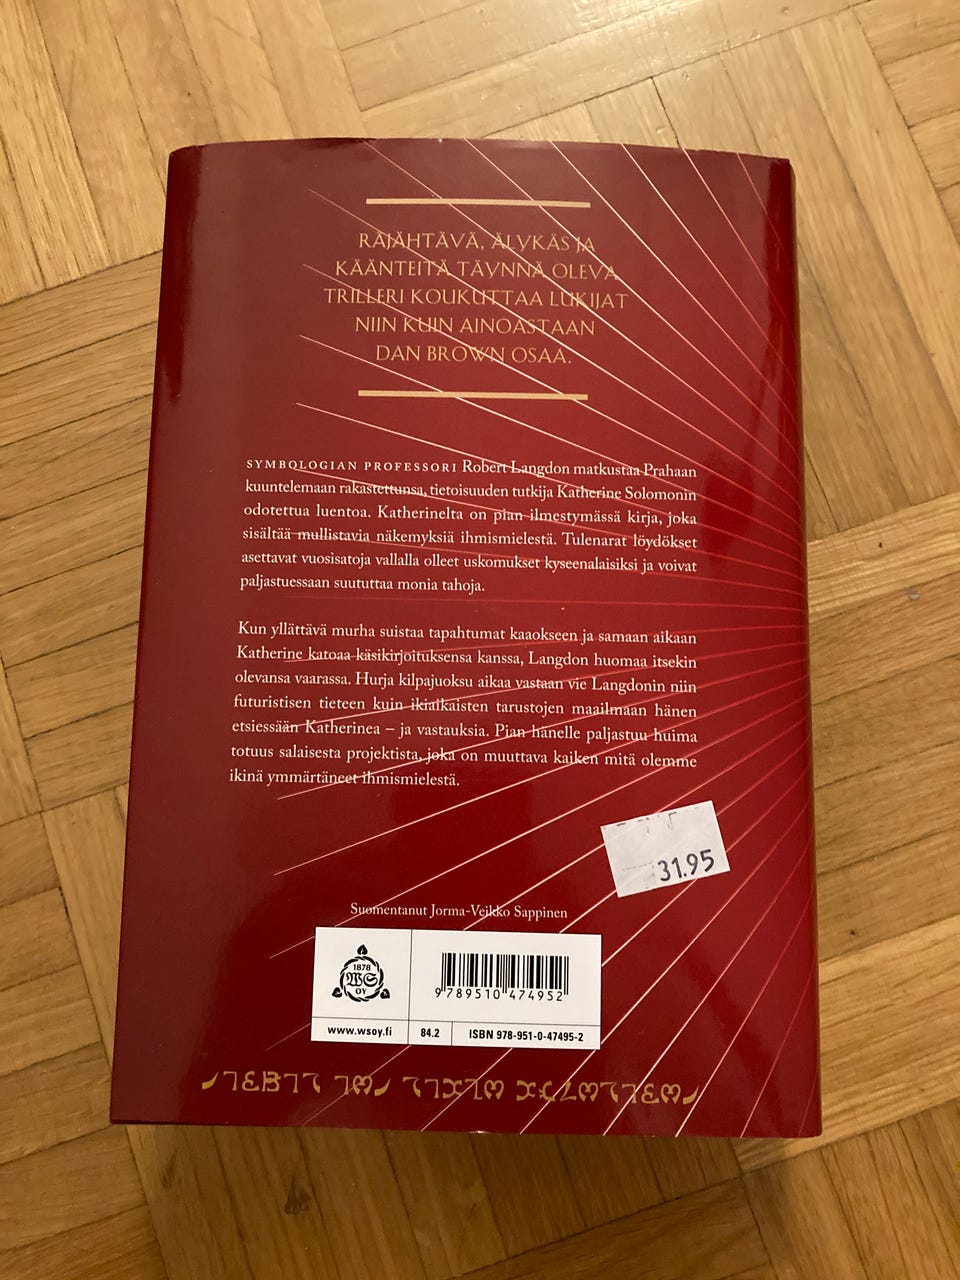 RÄJÄHTÄVÄ, ÄLYKÄS JA
KÄÄNTEITÄ TÄYNNÄ OLEVA
TRILLERI KOUKUTTAA LUKIJAT
NIIN KUIN AINOASTAAN
DAN BROWN OSAA.
SYMBOLOGIAN PROFESSORI Robert Langdon matkustaa Prahaan
kuuntelemaan rakastettunsa, tietoisuuden tutkija Katherine Solomonin
odotettua luentoa. Katherinelta on pian ilmestymässä kirja, joka
sisältää mullistavia näkemyksiä ihmismielestä. Tulenarat löydökset
asettavat vuosisatoja vallalla olleet uskomukset kyseenalaisiksi ja voivat
paljastuessaan suututtaa monia tahoja.
Kun yllättävä murha suistaa tapahtumat kaaokseen ja samaan aikaan
Katherine katoaa käsikirjoituksensa kanssa, Langdon huomaa itsekin
olevansa vaarassa. Hurja kilpajuoksu aikaa vastaan vie Langdonin niin
futuristisen tieteen kuin ikiaikaisten tarustojen maailmaan hänen
etsiessään Katherinea – ja vastauksia. Pian hänelle paljastuu huima
totuus salaisesta projektista, joka on muuttava kaiken mitä olemme
ikinä ymmärtäneet ihmismielestä.
31.95
Suomentanut Jorma-Veikko Sappinen
1878
WS
OY
9 789510 474952
www.wsoy.fi
84.2
ISBN 978-951-0-47495-2